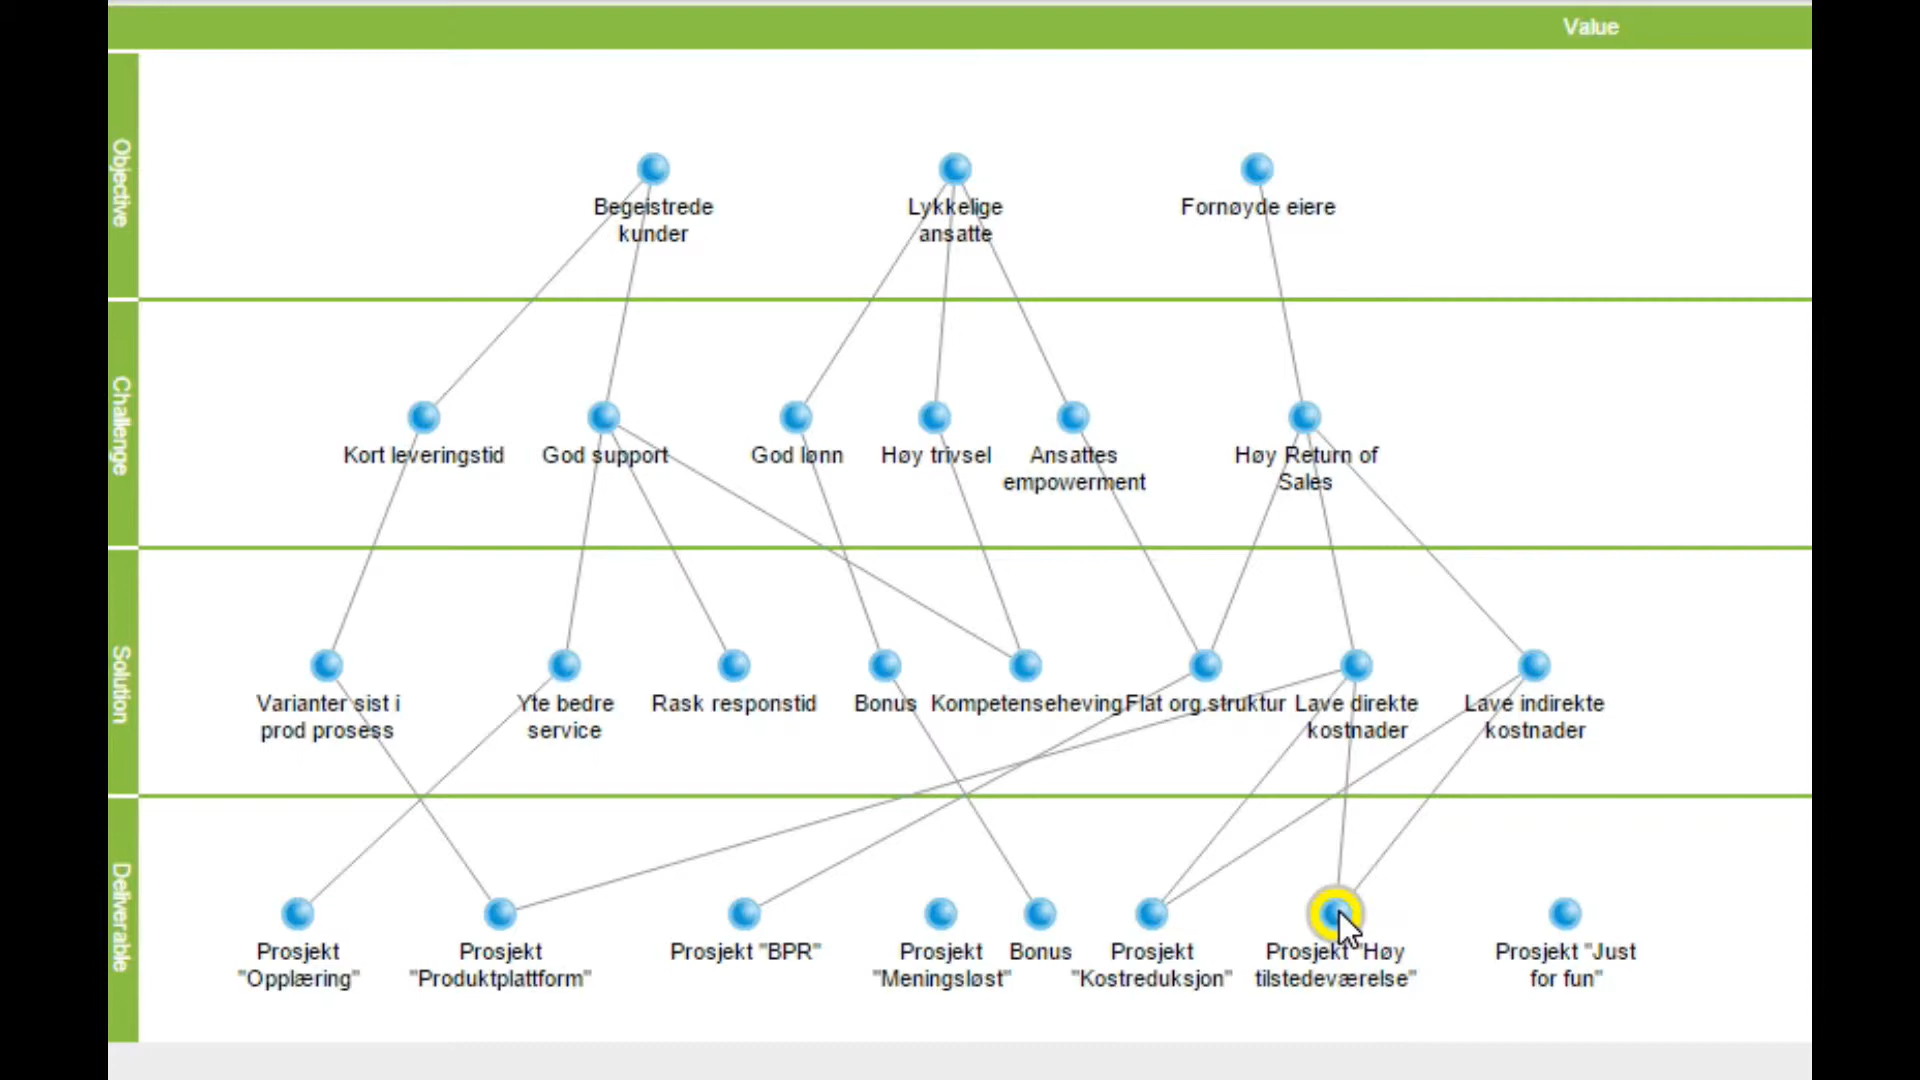 Value
Objective
Begeistrede
kunder
Lykkelige
ansatte
Fornøyde eiere
Challenge
Kort leveringstid
God support
God lønn
Høy trivsel
Ansattes
empowerment
Høy Return of
Sales
Solution
Varianter sist i
prod prosess
Yte bedre
service
Rask responstid
Bonus
Kompetanseheving
Flat org.struktur
Lave direkte
kostnader
Lave indirekte
kostnader
Deliverable
Prosjekt
"Opplæring"
Prosjekt
"Produktplattform"
Prosjekt "BPR"
Prosjekt
"Meningsløst"
Bonus
Prosjekt
"Kostreduksjon"
Prosjekt "Høy
tilstedeværelse"
Prosjekt "Just
for fun"